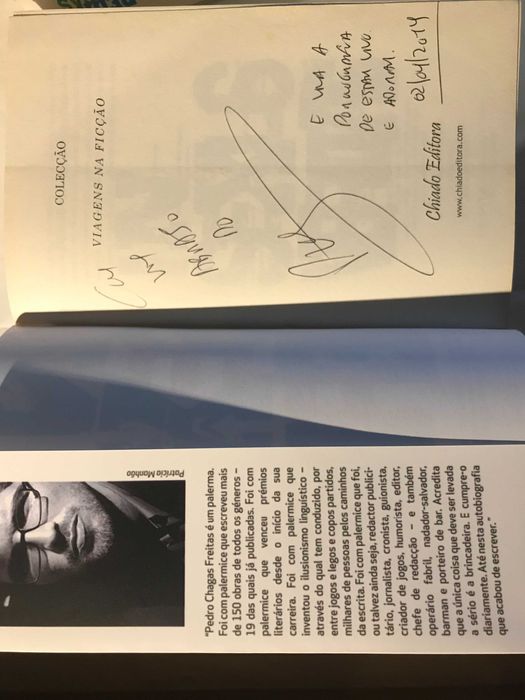 COLECÇÃO
VIAGENS NA FICÇÃO
E VIVA A
PORNOGRAFIA
DE ESTAR VIVO
E ADORAR.
02/04/2014
Chiado Editora
www.chiadoeditora.com
Patrícia Manhão
"Pedro Chagas Freitas é um palerma.
Foi com palermice que escreveu mais
de 150 obras de todos os géneros –
19 das quais já publicadas. Foi com
palermice que venceu prémios
literários desde o início da sua
carreira. Foi com palermice que
inventou o ilusionismo linguístico –
através do qual tem conduzido, por
entre jogos e legos e copos partidos,
milhares de pessoas pelos caminhos
da escrita. Foi com palermice que foi,
ou talvez ainda seja, redactor publici-
tário, jornalista, cronista, guionista,
criador de jogos, humorista, editor,
chefe de redacção – e também
operário fabril, nadador-salvador,
barman e porteiro de bar. Acredita
que a única coisa que deve ser levada
a sério é a brincadeira. E cumpre-o
diariamente. Até nesta autobiografia
que acabou de escrever."